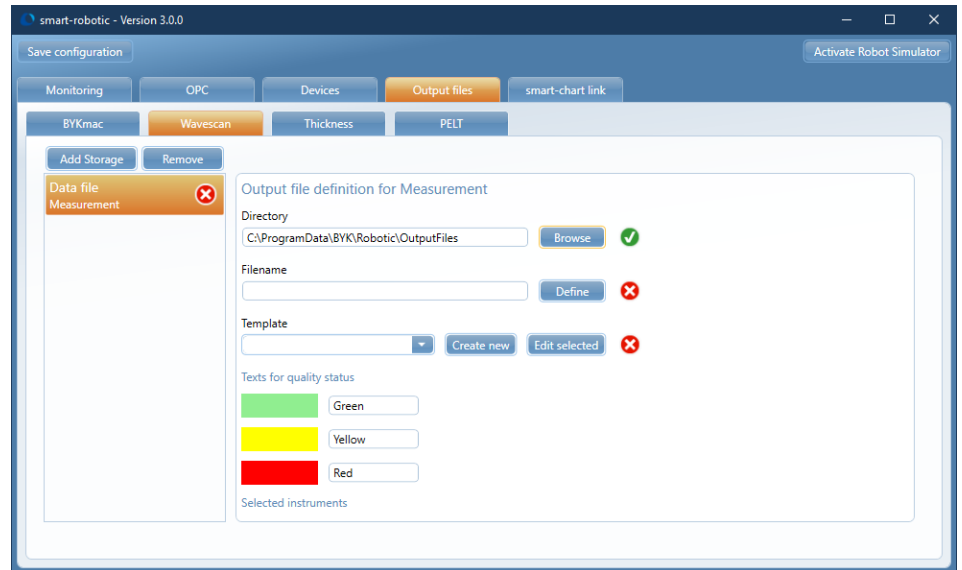 smart-robotic - Version 3.0.0
Save configuration
Activate Robot Simulator
Monitoring
OPC
Devices
Output files
smart-chart link
BYKmac
Wavescan
Thickness
PELT
Add Storage
Remove
Data file
Measurement
Output file definition for Measurement
Directory
C:\ProgramData\BYK\Robotic\OutputFiles
Browse
Filename
Define
Template
Create new
Edit selected
Texts for quality status
Green
Yellow
Red
Selected instruments